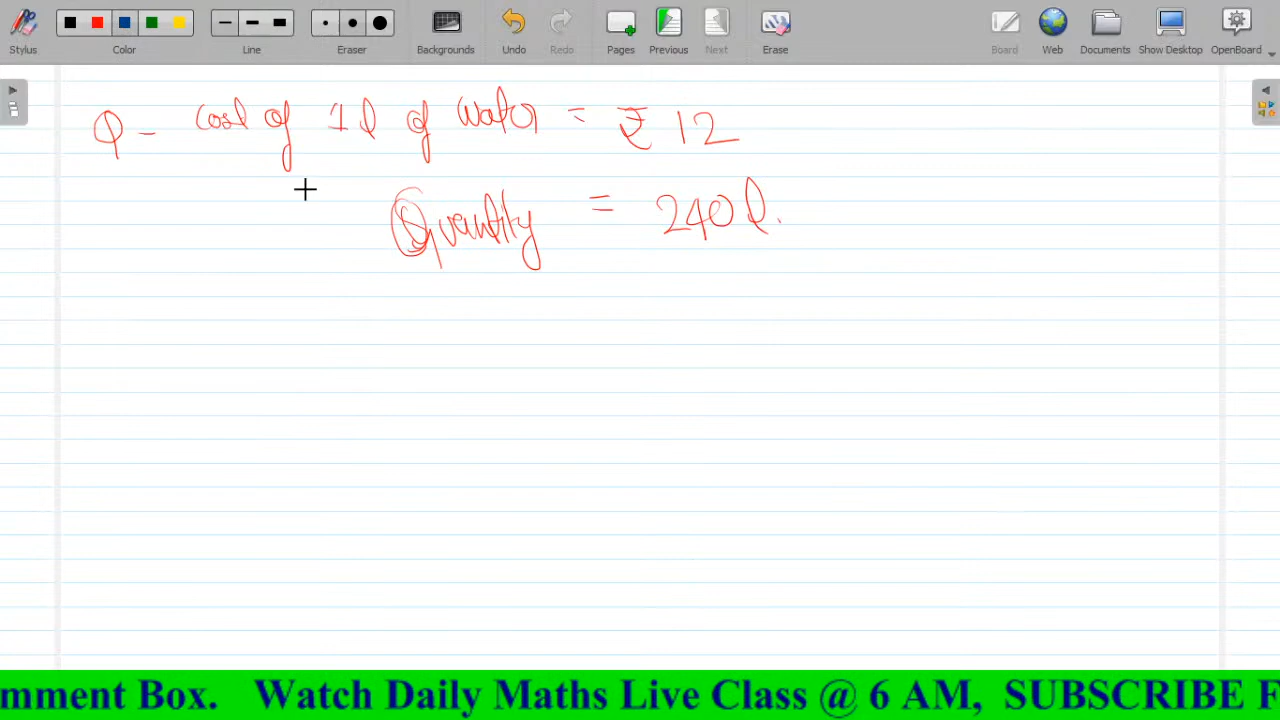 Stylus
Color
Line
Eraser
Backgrounds
Undo
Redo
Pages
Previous
Next
Erase
Board
Web
Documents
Show Desktop
OpenBoard
Q - cost of 1 l of water = ₹ 12
Quantity = 240 l.
mment Box. Watch Daily Maths Live Class @ 6 AM, SUBSCRIBE F